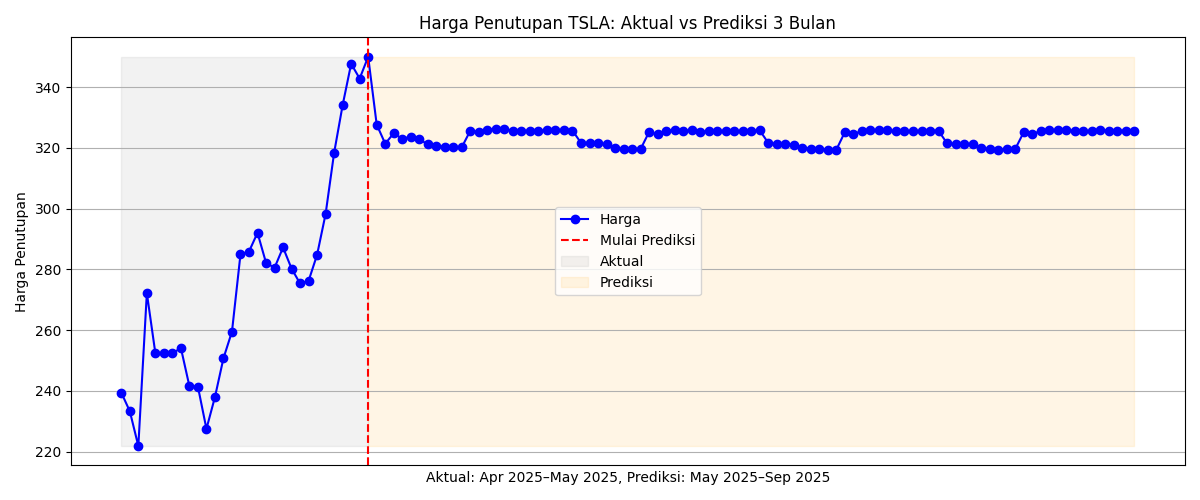 Harga Penutupan TSLA: Aktual vs Prediksi 3 Bulan
Harga Penutupan
340
320
300
280
260
240
220
Harga
Mulai Prediksi
Aktual
Prediksi
Aktual: Apr 2025–May 2025, Prediksi: May 2025–Sep 2025